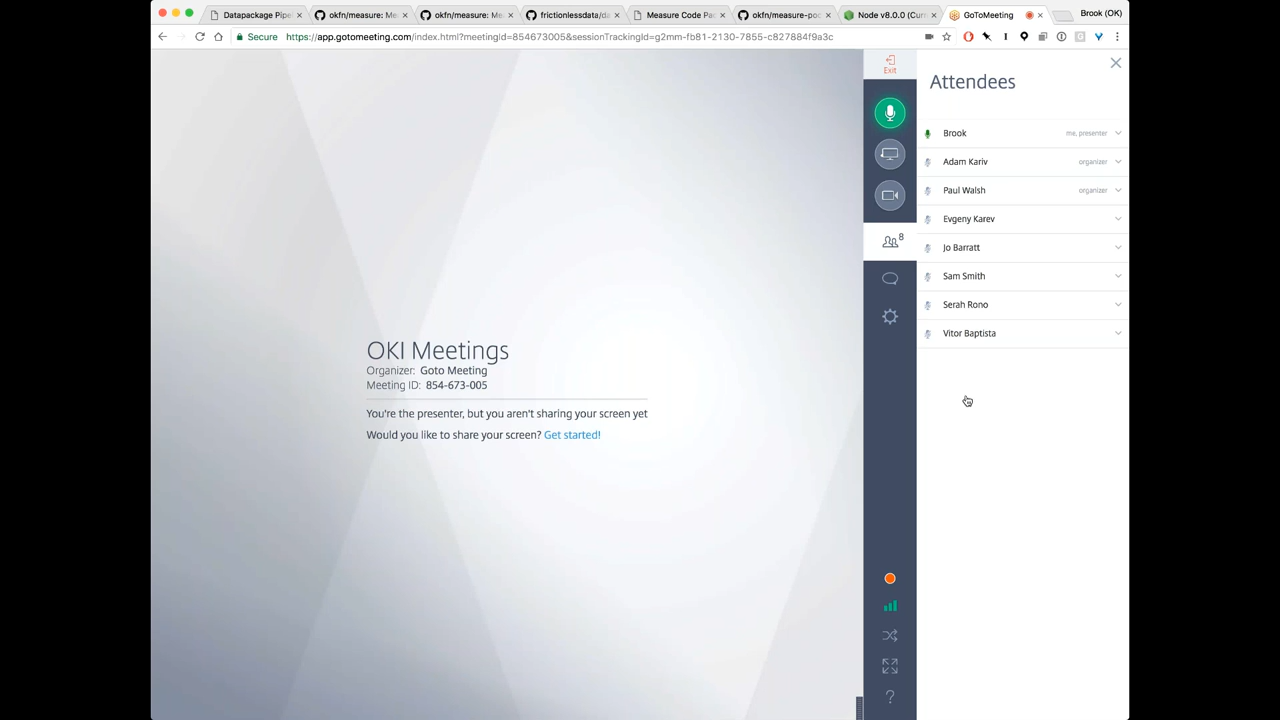 Datapackage Pipe
okfn/measure: Me
okfn/measure: Me
frictionlessdata/da
Measure Code Pa
okfn/measure-poc
Node v8.0.0 (Curr
GoToMeeting
Brook (OK)
Secure
https://app.gotomeeting.com/index.html?meetingId=854673005&sessionTrackingId=g2mm-fb81-2130-7855-c827884f9a3c
Exit
Attendees
Brook me, presenter
Adam Kariv organizer
Paul Walsh organizer
Evgeny Karev
8
Jo Barratt
Sam Smith
Serah Rono
Vitor Baptista
OKI Meetings
Organizer: Goto Meeting
Meeting ID: 854-673-005
You're the presenter, but you aren't sharing your screen yet
Would you like to share your screen? Get started!